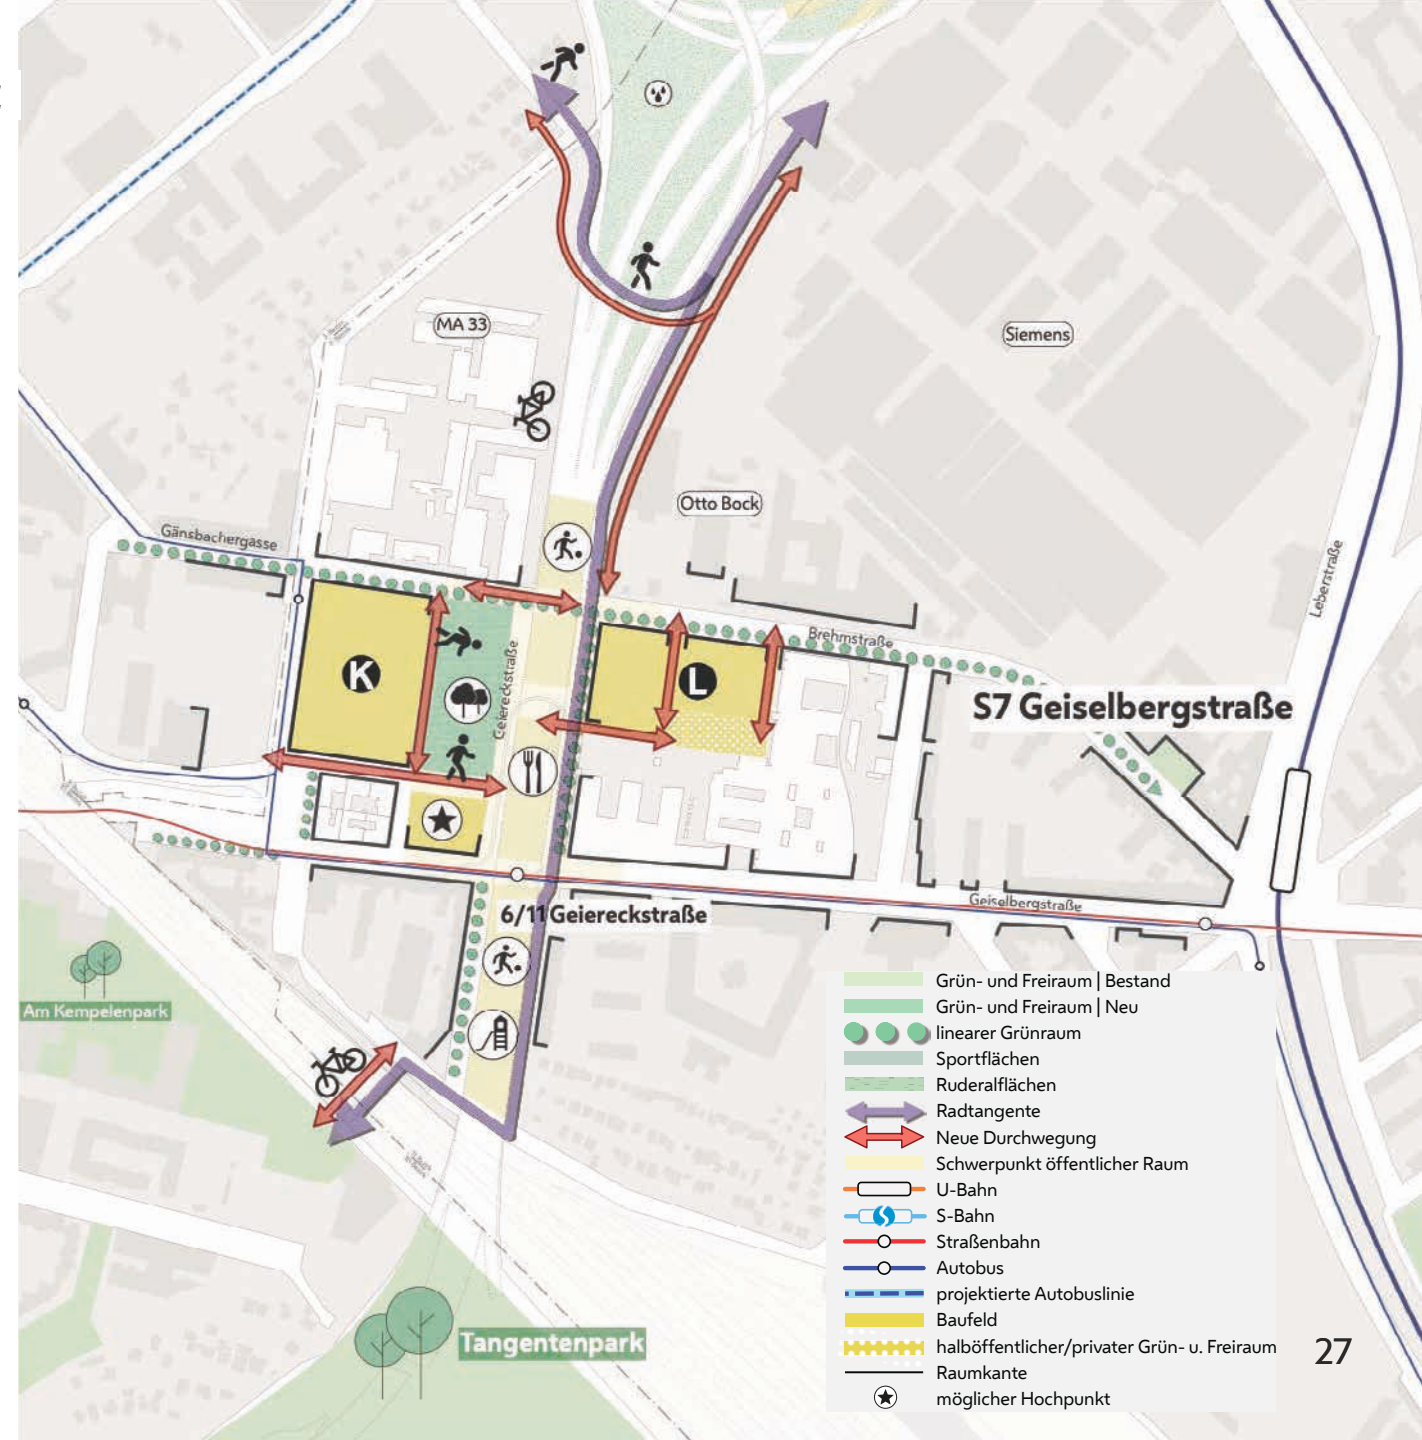 MA 33
Siemens
Otto Bock
Gänsbachergasse
Leberstraße
Brehmstraße
Geiereckstraße
K
L
S7 Geiselbergstraße
Geiselbergstraße
6/11 Geiereckstraße
Am Kempelenpark
Tangentenpark
Grün- und Freiraum | Bestand
Grün- und Freiraum | Neu
linearer Grünraum
Sportflächen
Ruderalflächen
Radtangente
Neue Durchwegung
Schwerpunkt öffentlicher Raum
U-Bahn
S-Bahn
Straßenbahn
Autobus
projektierte Autobuslinie
Baufeld
halböffentlicher/privater Grün- u. Freiraum
Raumkante
möglicher Hochpunkt
27